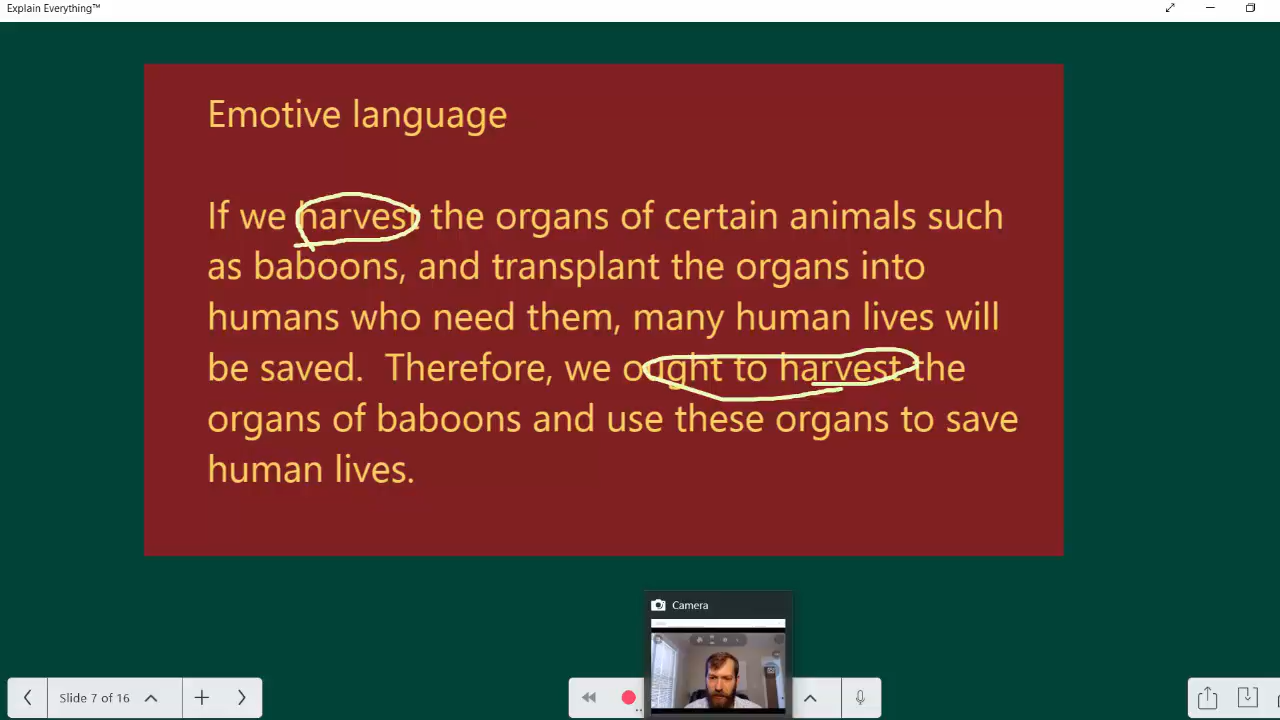 Explain Everything™
Emotive language
If we harvest the organs of certain animals such
as baboons, and transplant the organs into
humans who need them, many human lives will
be saved.  Therefore, we ought to harvest the
organs of baboons and use these organs to save
human lives.
Camera
Slide 7 of 16